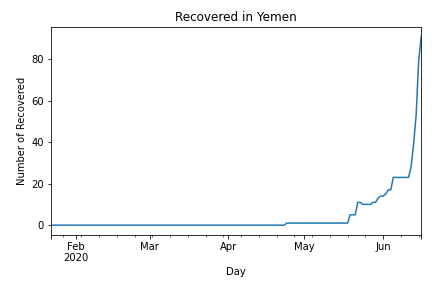 Recovered in Yemen
Number of Recovered
80
60
40
20
0
Feb
2020
Mar
Apr
May
Jun
Day